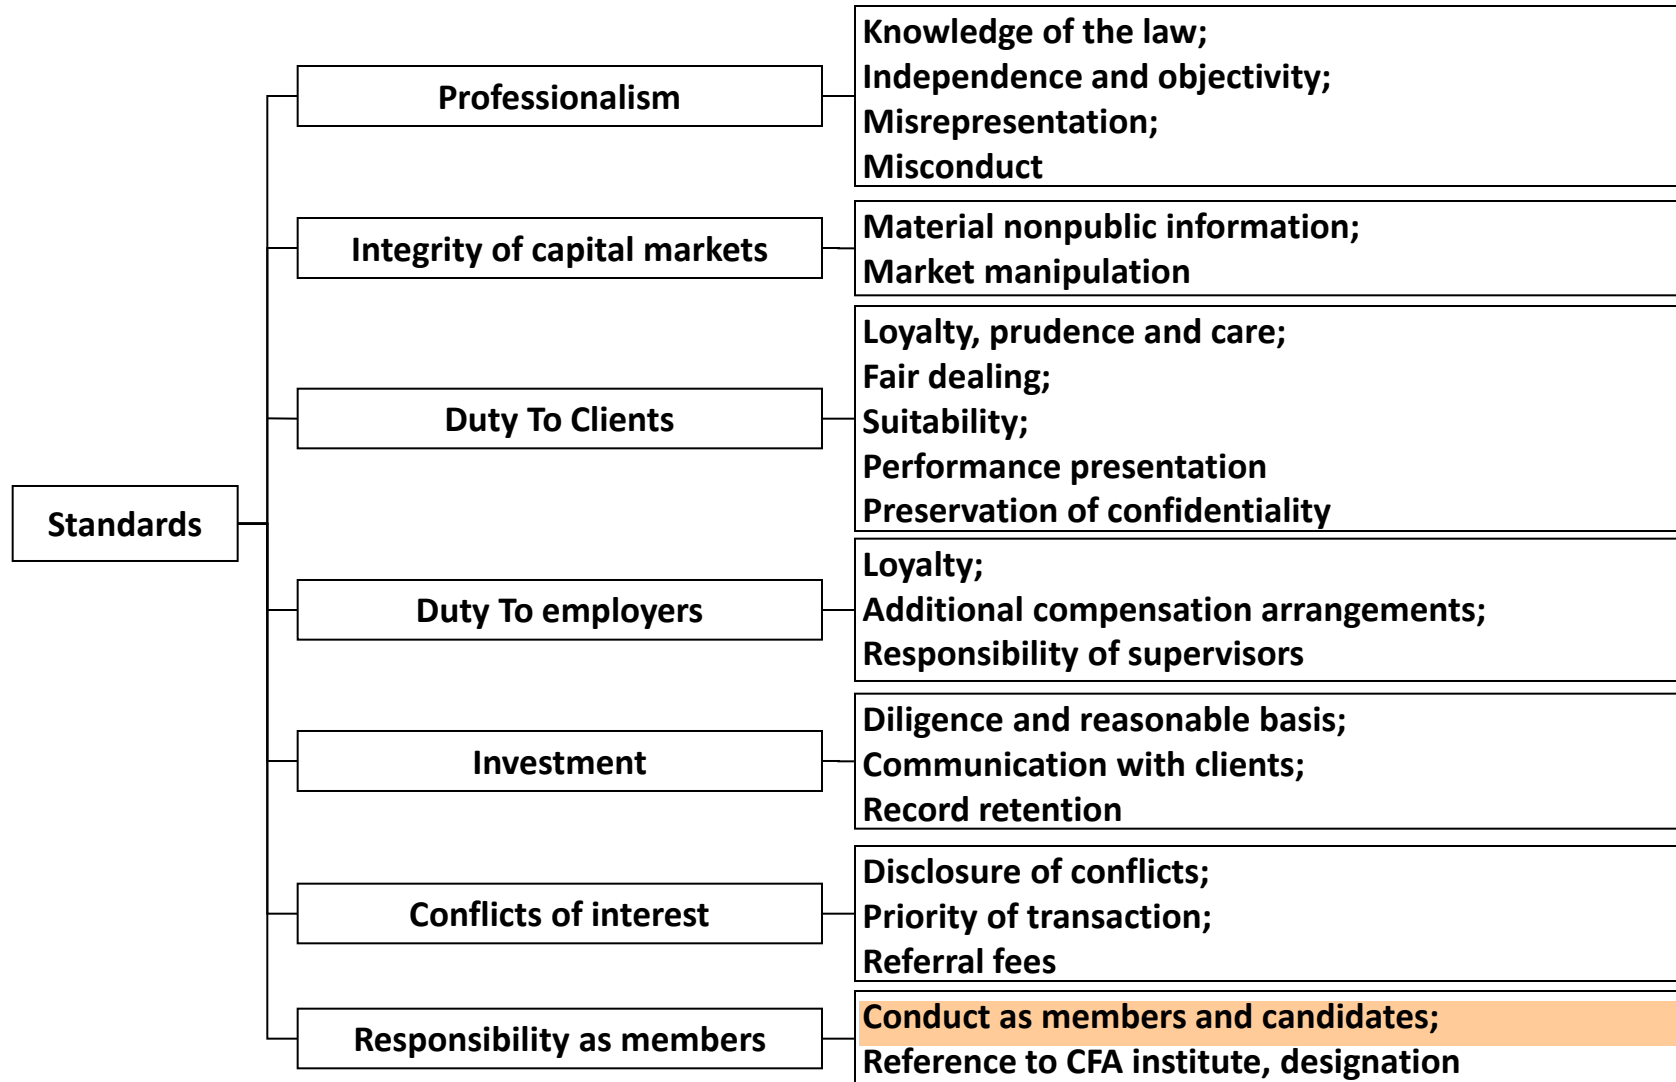 Standards
Professionalism
Knowledge of the law;
Independence and objectivity;
Misrepresentation;
Misconduct
Integrity of capital markets
Material nonpublic information;
Market manipulation
Duty To Clients
Loyalty, prudence and care;
Fair dealing;
Suitability;
Performance presentation
Preservation of confidentiality
Duty To employers
Loyalty;
Additional compensation arrangements;
Responsibility of supervisors
Investment
Diligence and reasonable basis;
Communication with clients;
Record retention
Conflicts of interest
Disclosure of conflicts;
Priority of transaction;
Referral fees
Responsibility as members
Conduct as members and candidates;
Reference to CFA institute, designation